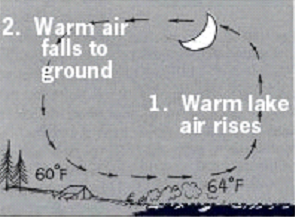 2. Warm air
falls to
ground
1. Warm lake
air rises
60°F
64°F